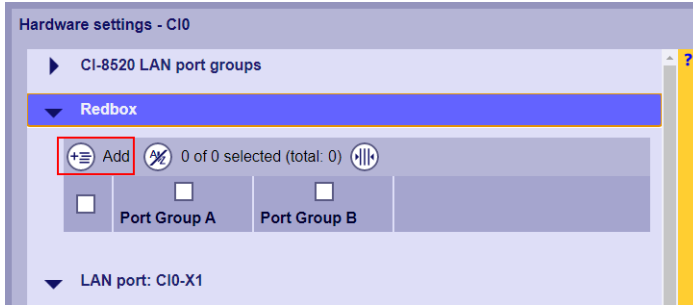 Hardware settings - CI0
CI-8520 LAN port groups
?
Redbox
Add 0 of 0 selected (total: 0)
Port Group A Port Group B
LAN port: CI0-X1